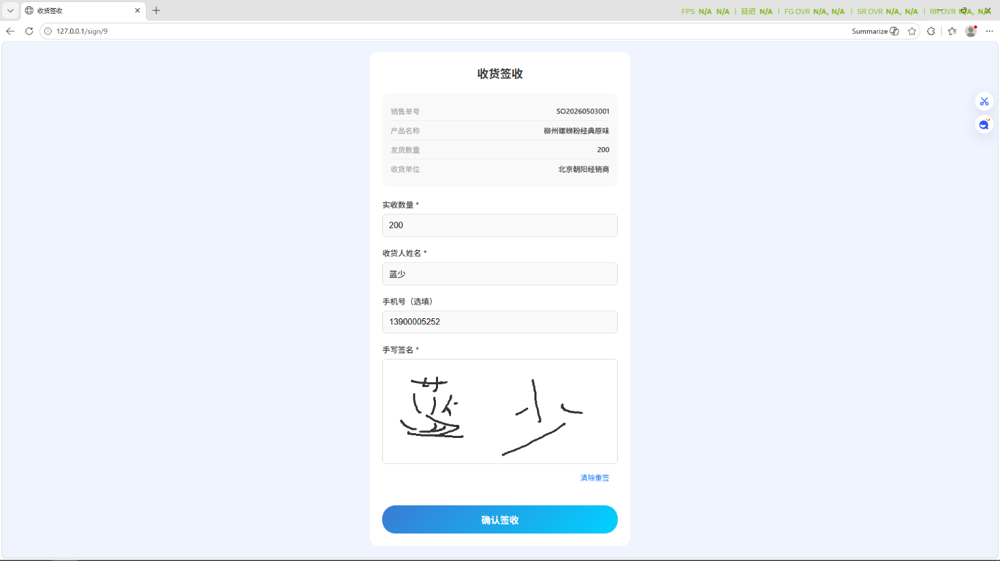 收货签收
FPS N/A N/A | 延迟 N/A | FG OVR N/A, N/A | SR OVR N/A, N/A | RR OVR N/A, N/A
127.0.0.1/sign/9
Summarize
收货签收
销售单号 SO20260503001
产品名称 柳州螺蛳粉经典原味
发货数量 200
收货单位 北京朝阳经销商
实收数量 *
200
收货人姓名 *
蓝少
手机号（选填）
13900005252
手写签名 *
蓝少
清除重签
确认签收